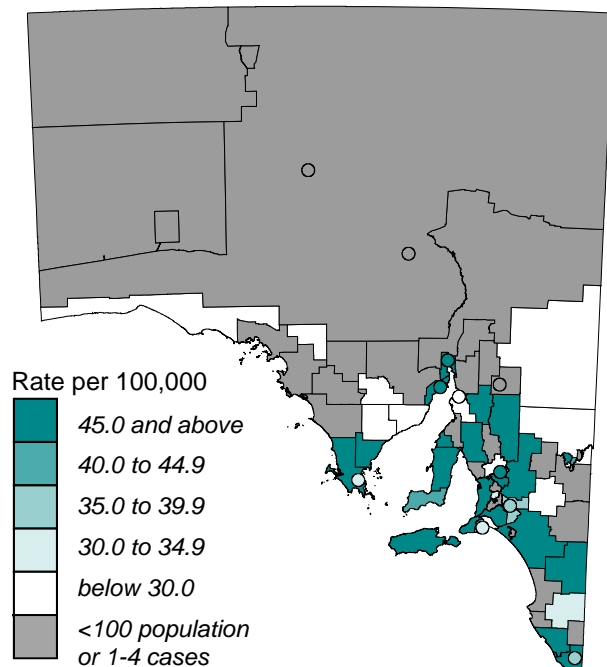 Rate per 100,000
45.0 and above
40.0 to 44.9
35.0 to 39.9
30.0 to 34.9
below 30.0
<100 population
or 1-4 cases